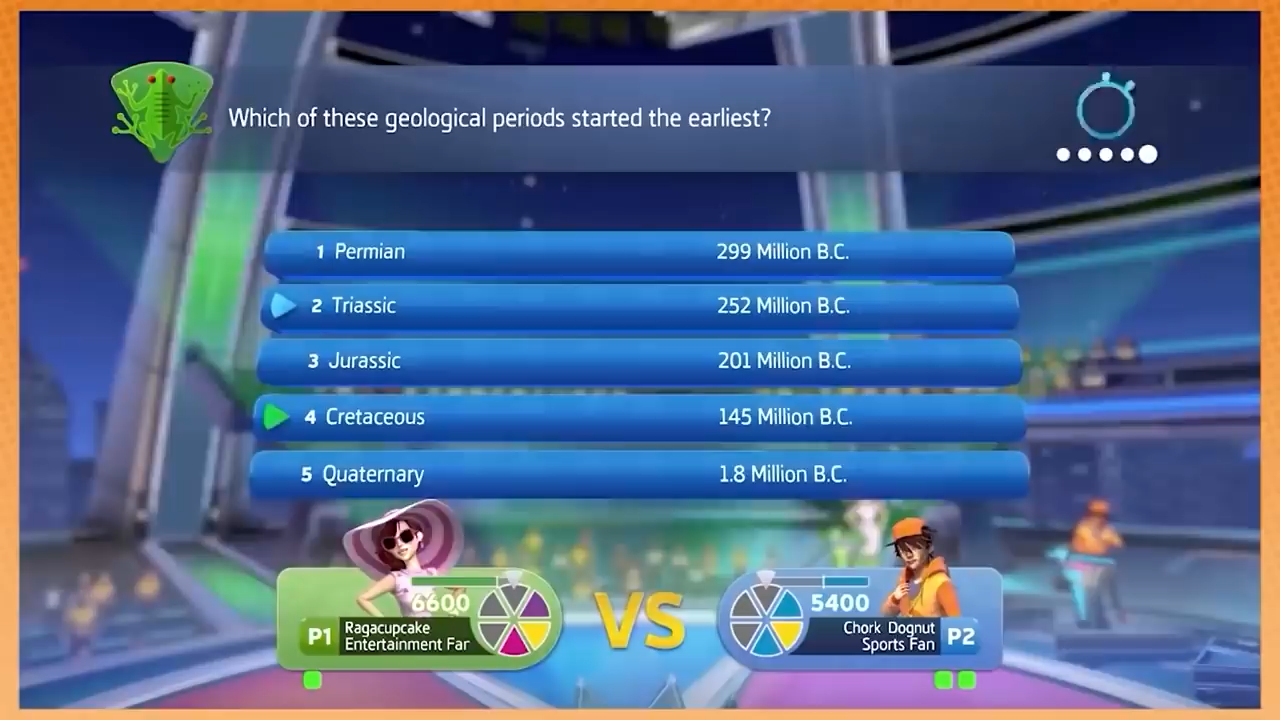 Which of these geological periods started the earliest?
1 Permian 299 Million B.C.
2 Triassic 252 Million B.C.
3 Jurassic 201 Million B.C.
4 Cretaceous 145 Million B.C.
5 Quaternary 1.8 Million B.C.
6600
P1 Ragacupcake
Entertainment Far
VS
5400
Chork Dognut P2
Sports Fan